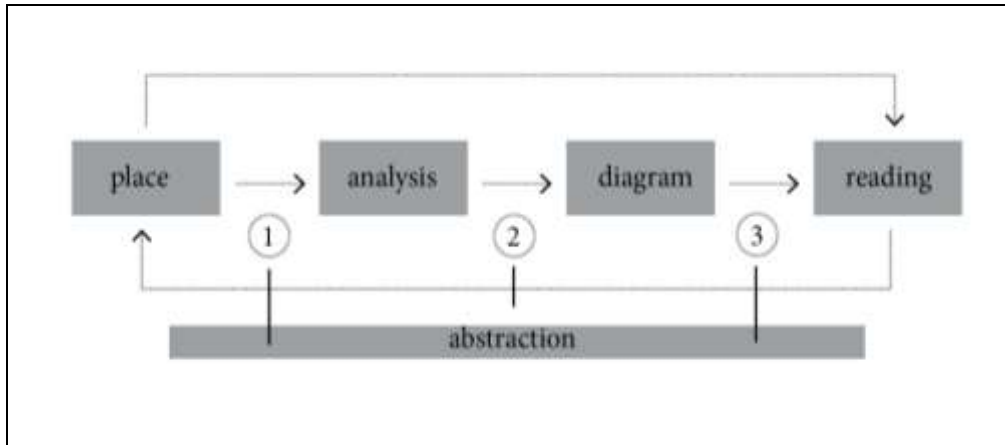 place
analysis
diagram
reading
1
2
3
abstraction